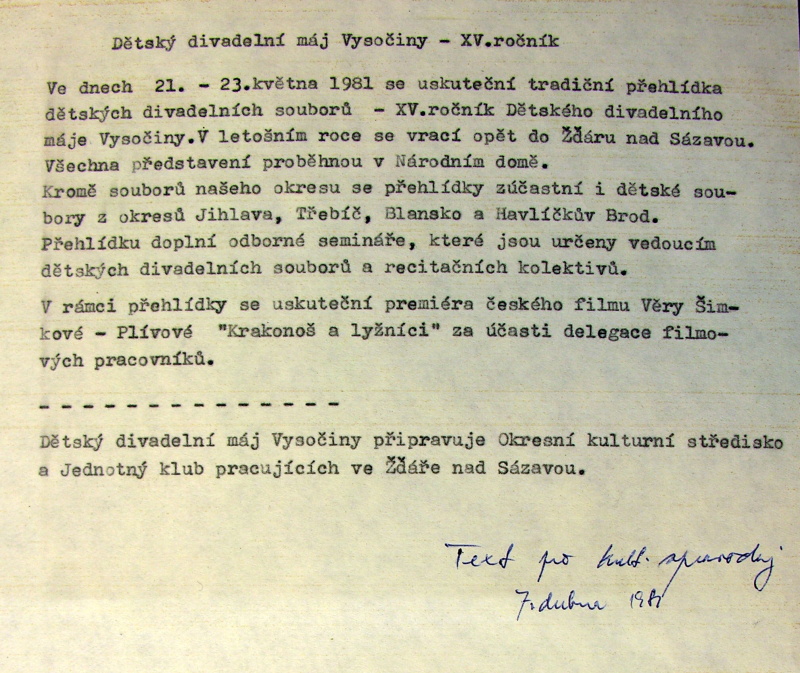 Dětský divadelní máj Vysočiny - XV.ročník
Ve dnech 21. - 23.května 1981 se uskuteční tradiční přehlídka
dětských divadelních souborů - XV.ročník Dětského divadelního
máje Vysočiny.V letošním roce se vrací opět do Žďáru nad Sázavou.
Všechna představení proběhnou v Národním domě.
Kromě souborů našeho okresu se přehlídky zúčastní i dětské sou-
bory z okresů Jihlava, Třebíč, Blansko a Havlíčkův Brod.
Přehlídku doplní odborné semináře, které jsou určeny vedoucím
dětských divadelních souborů a recitačních kolektivů.
V rámci přehlídky se uskuteční premiéra českého filmu Věry Šim-
kové - Plívové "Krakonoš a lyžníci" za účasti delegace filmo-
vých pracovníků.
- - - - - - - - - - - - - -
Dětský divadelní máj Vysočiny připravuje Okresní kulturní středisko
a Jednotný klub pracujících ve Žďáře nad Sázavou.
Text pro kult. zpravodaj
7. dubna 1981